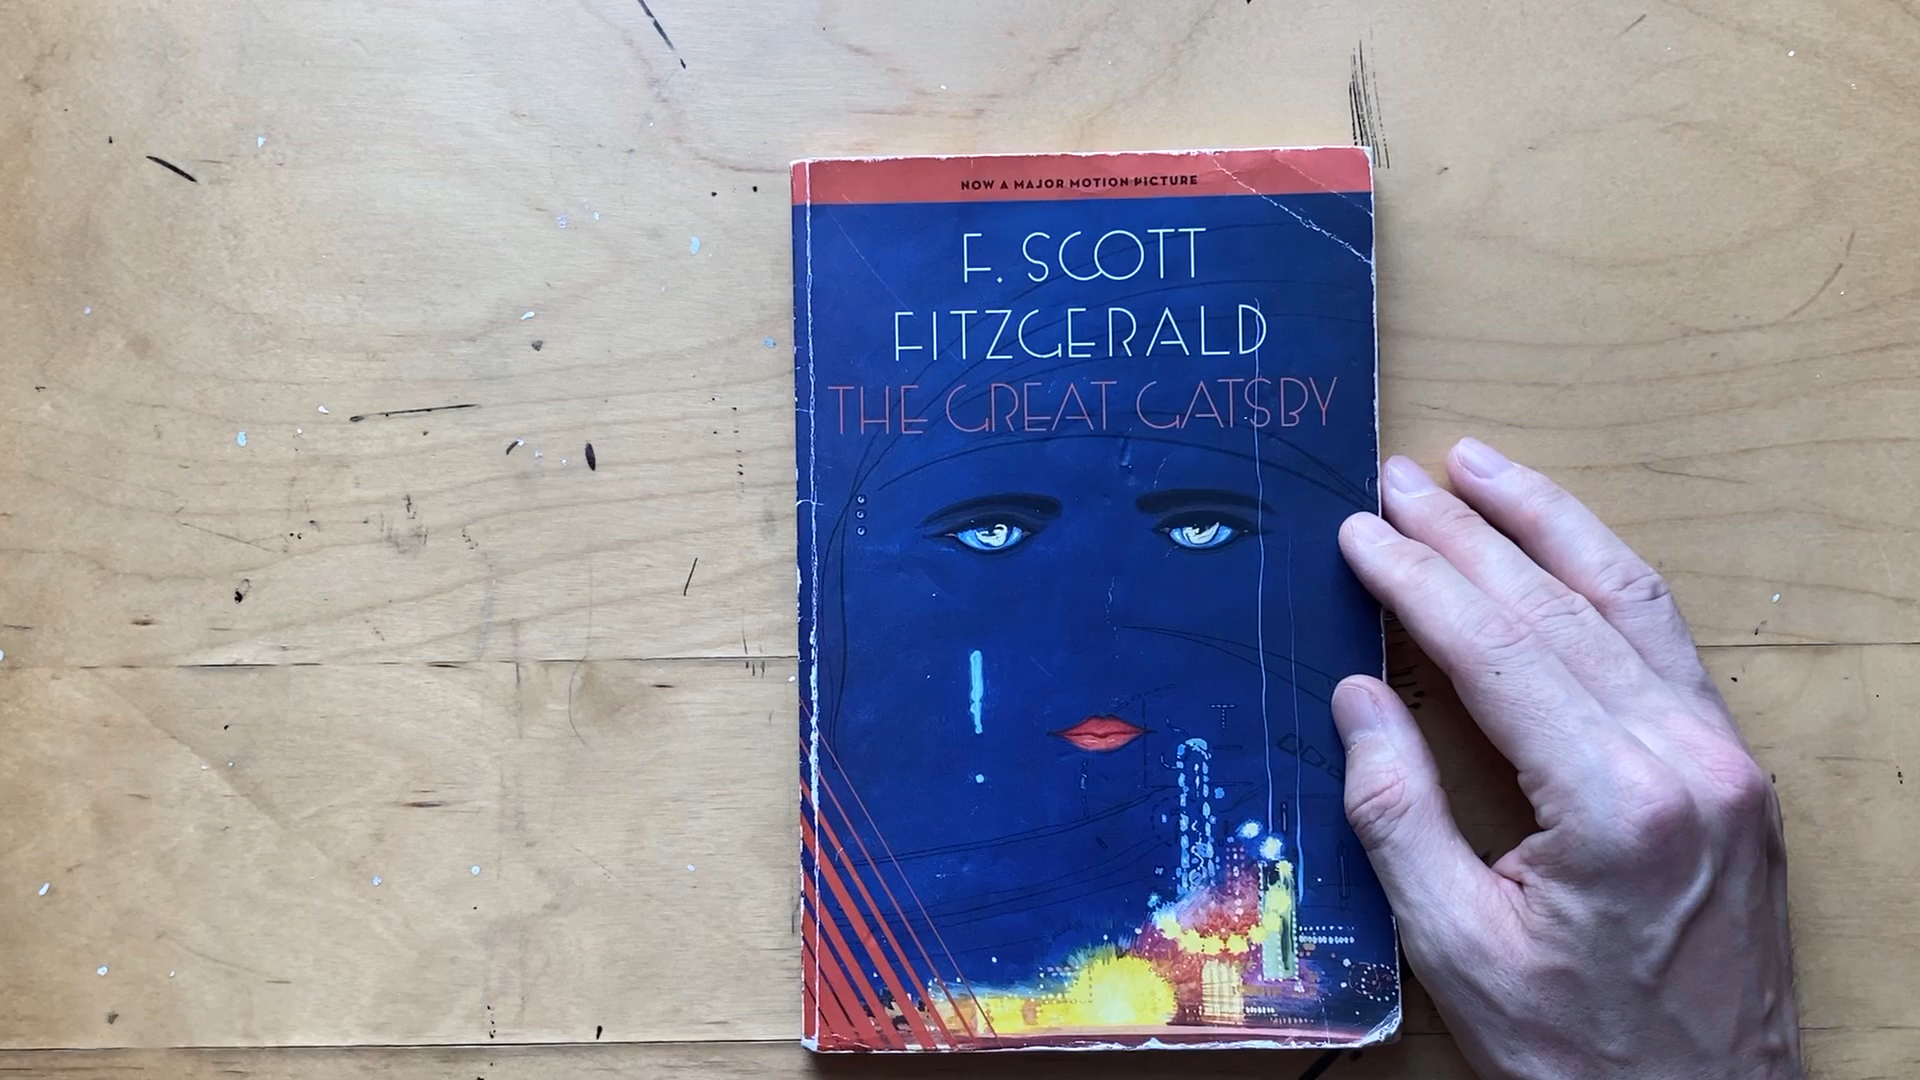 NOW A MAJOR MOTION PICTURE
F. SCOTT
FITZGERALD
THE GREAT GATSBY